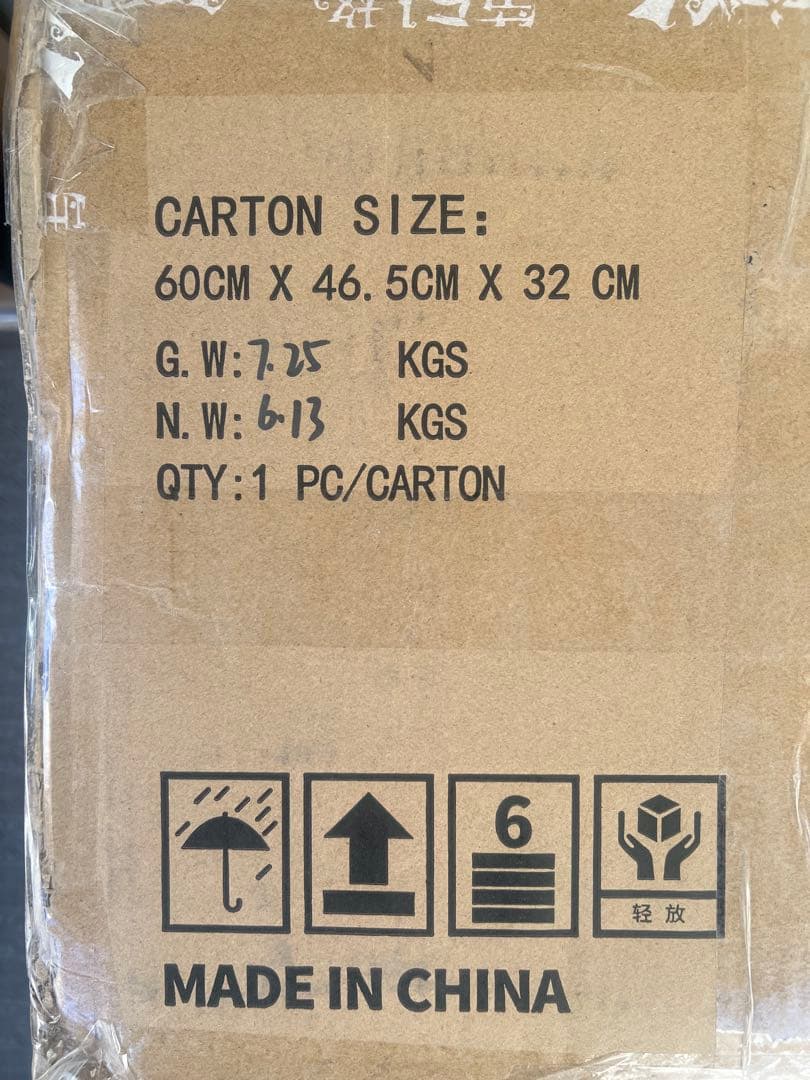 CARTON SIZE:
60CM X 46.5CM X 32 CM
G.W:7.25 KGS
N.W:6.13 KGS
QTY:1 PC/CARTON
6
轻放
MADE IN CHINA